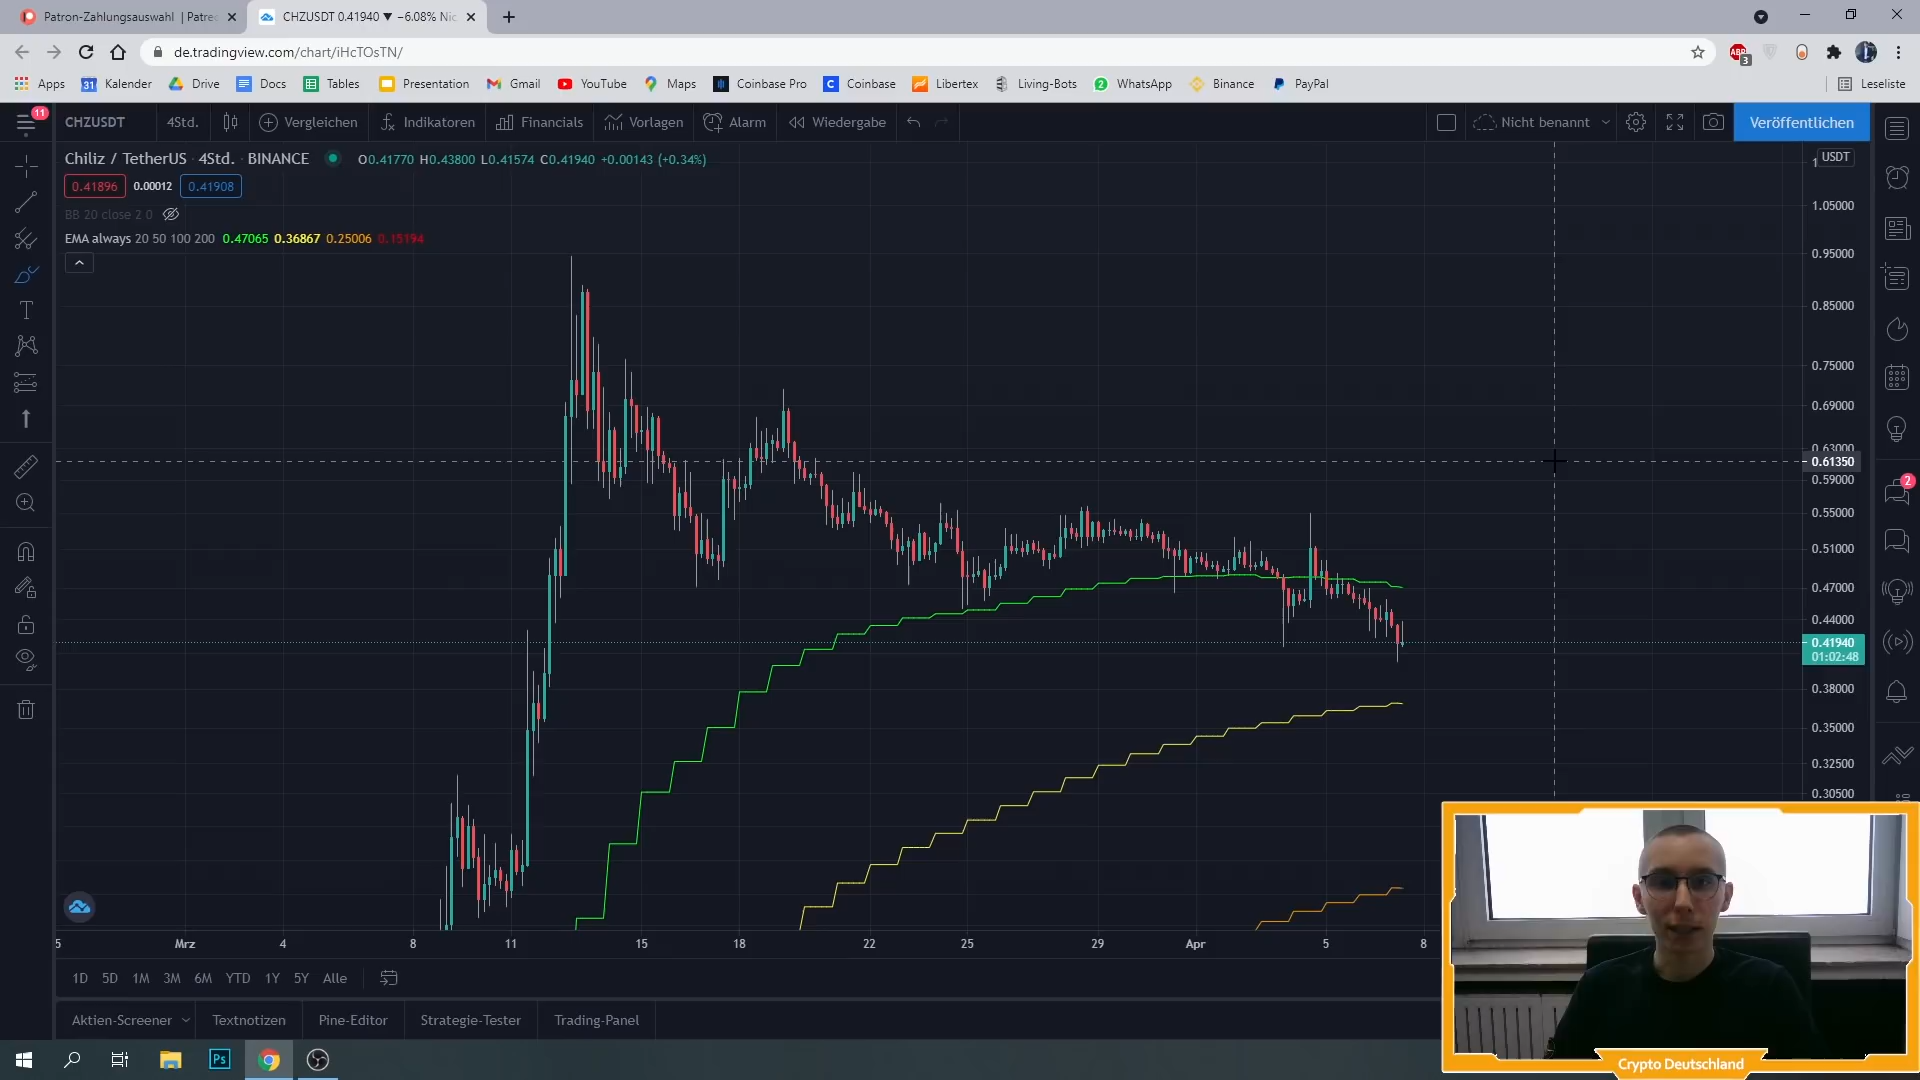 Patron-Zahlungsauswahl | Patre
CHZUSDT 0.41940 ▼ −6.08% Nic
de.tradingview.com/chart/iHcTOsTN/
ABP
3
Apps
31
Kalender
Drive
Docs
Tables
Presentation
Gmail
YouTube
Maps
Coinbase Pro
Coinbase
Libertex
Living-Bots
2
WhatsApp
Binance
PayPal
Leseliste
11
CHZUSDT
4Std.
Vergleichen
Indikatoren
Financials
Vorlagen
Alarm
Wiedergabe
Nicht benannt
Veröffentlichen
Chiliz / TetherUS · 4Std. · BINANCE
O0.41770 H0.43800 L0.41574 C0.41940 +0.00143 (+0.34%)
USDT
0.41896
0.00012
0.41908
BB 20 close 2 0
EMA always 20 50 100 200 0.47065 0.36867 0.25006 0.15194
1.05000
0.95000
0.85000
0.75000
0.69000
0.63000
0.61350
0.59000
0.55000
0.51000
0.47000
0.44000
0.41940
01:02:48
0.38000
0.35000
0.32500
0.30500
2
5
Mrz
4
8
11
15
18
22
25
29
Apr
5
8
1D
5D
1M
3M
6M
YTD
1Y
5Y
Alle
Aktien-Screener
Textnotizen
Pine-Editor
Strategie-Tester
Trading-Panel
Ps
Crypto Deutschland